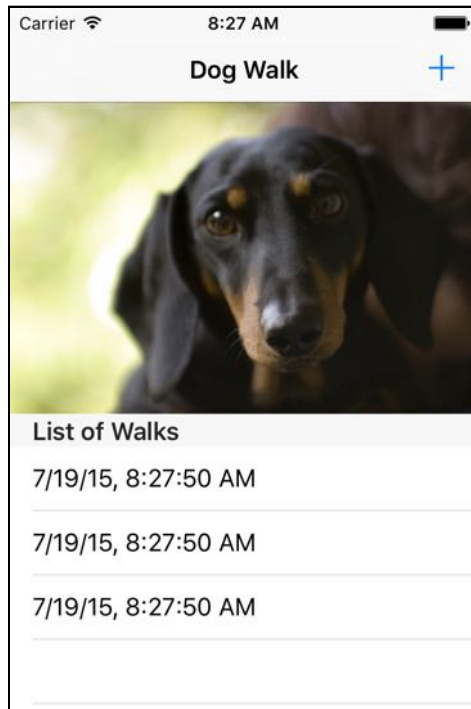 Carrier 8:27 AM
Dog Walk +
List of Walks
7/19/15, 8:27:50 AM
7/19/15, 8:27:50 AM
7/19/15, 8:27:50 AM